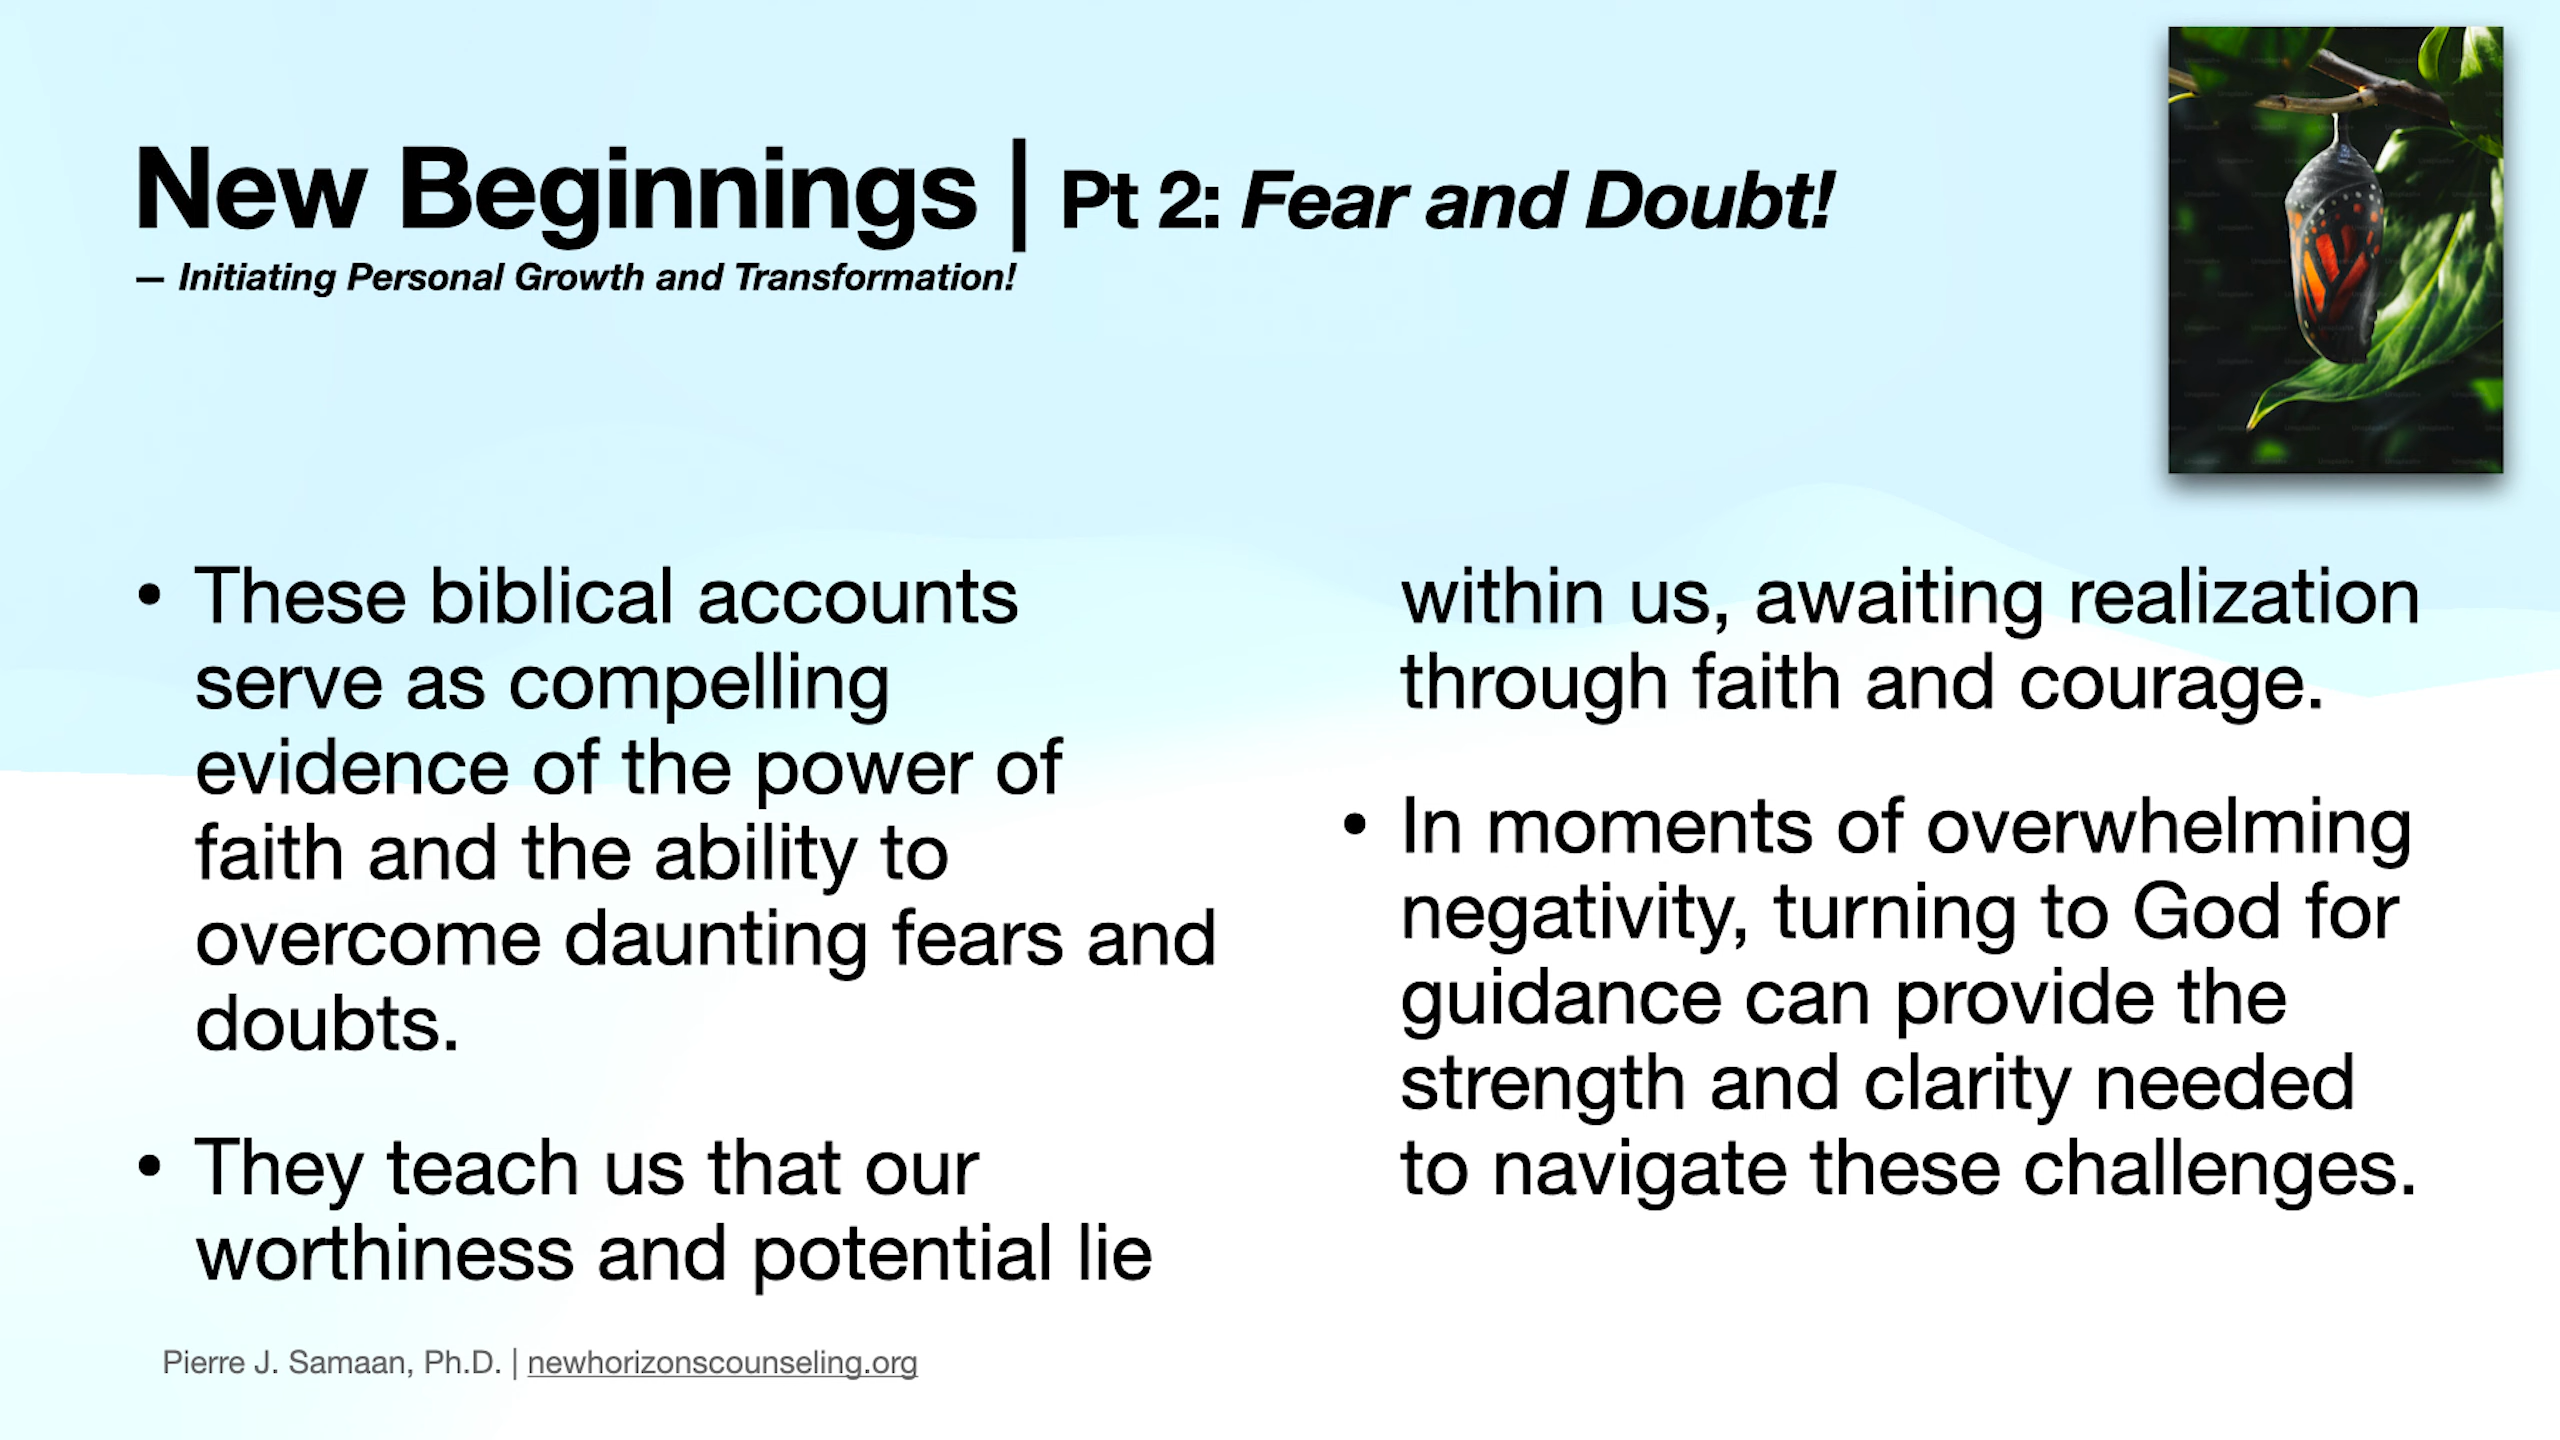 New Beginnings | Pt 2: Fear and Doubt!
– Initiating Personal Growth and Transformation!
• These biblical accounts
serve as compelling
evidence of the power of
faith and the ability to
overcome daunting fears and
doubts.
• They teach us that our
worthiness and potential lie
within us, awaiting realization
through faith and courage.
• In moments of overwhelming
negativity, turning to God for
guidance can provide the
strength and clarity needed
to navigate these challenges.
Pierre J. Samaan, Ph.D. | newhorizonscounseling.org